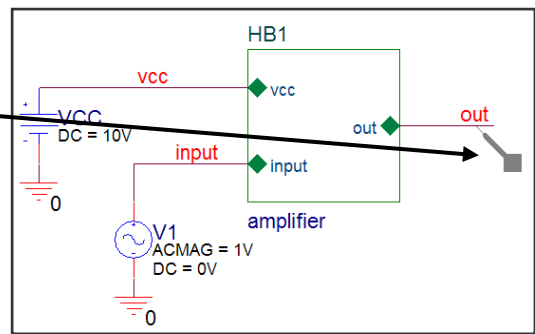 HB1
vcc
vcc
VCC
DC = 10V
out
out
input
input
0
amplifier
V1
ACMAG = 1V
DC = 0V
0